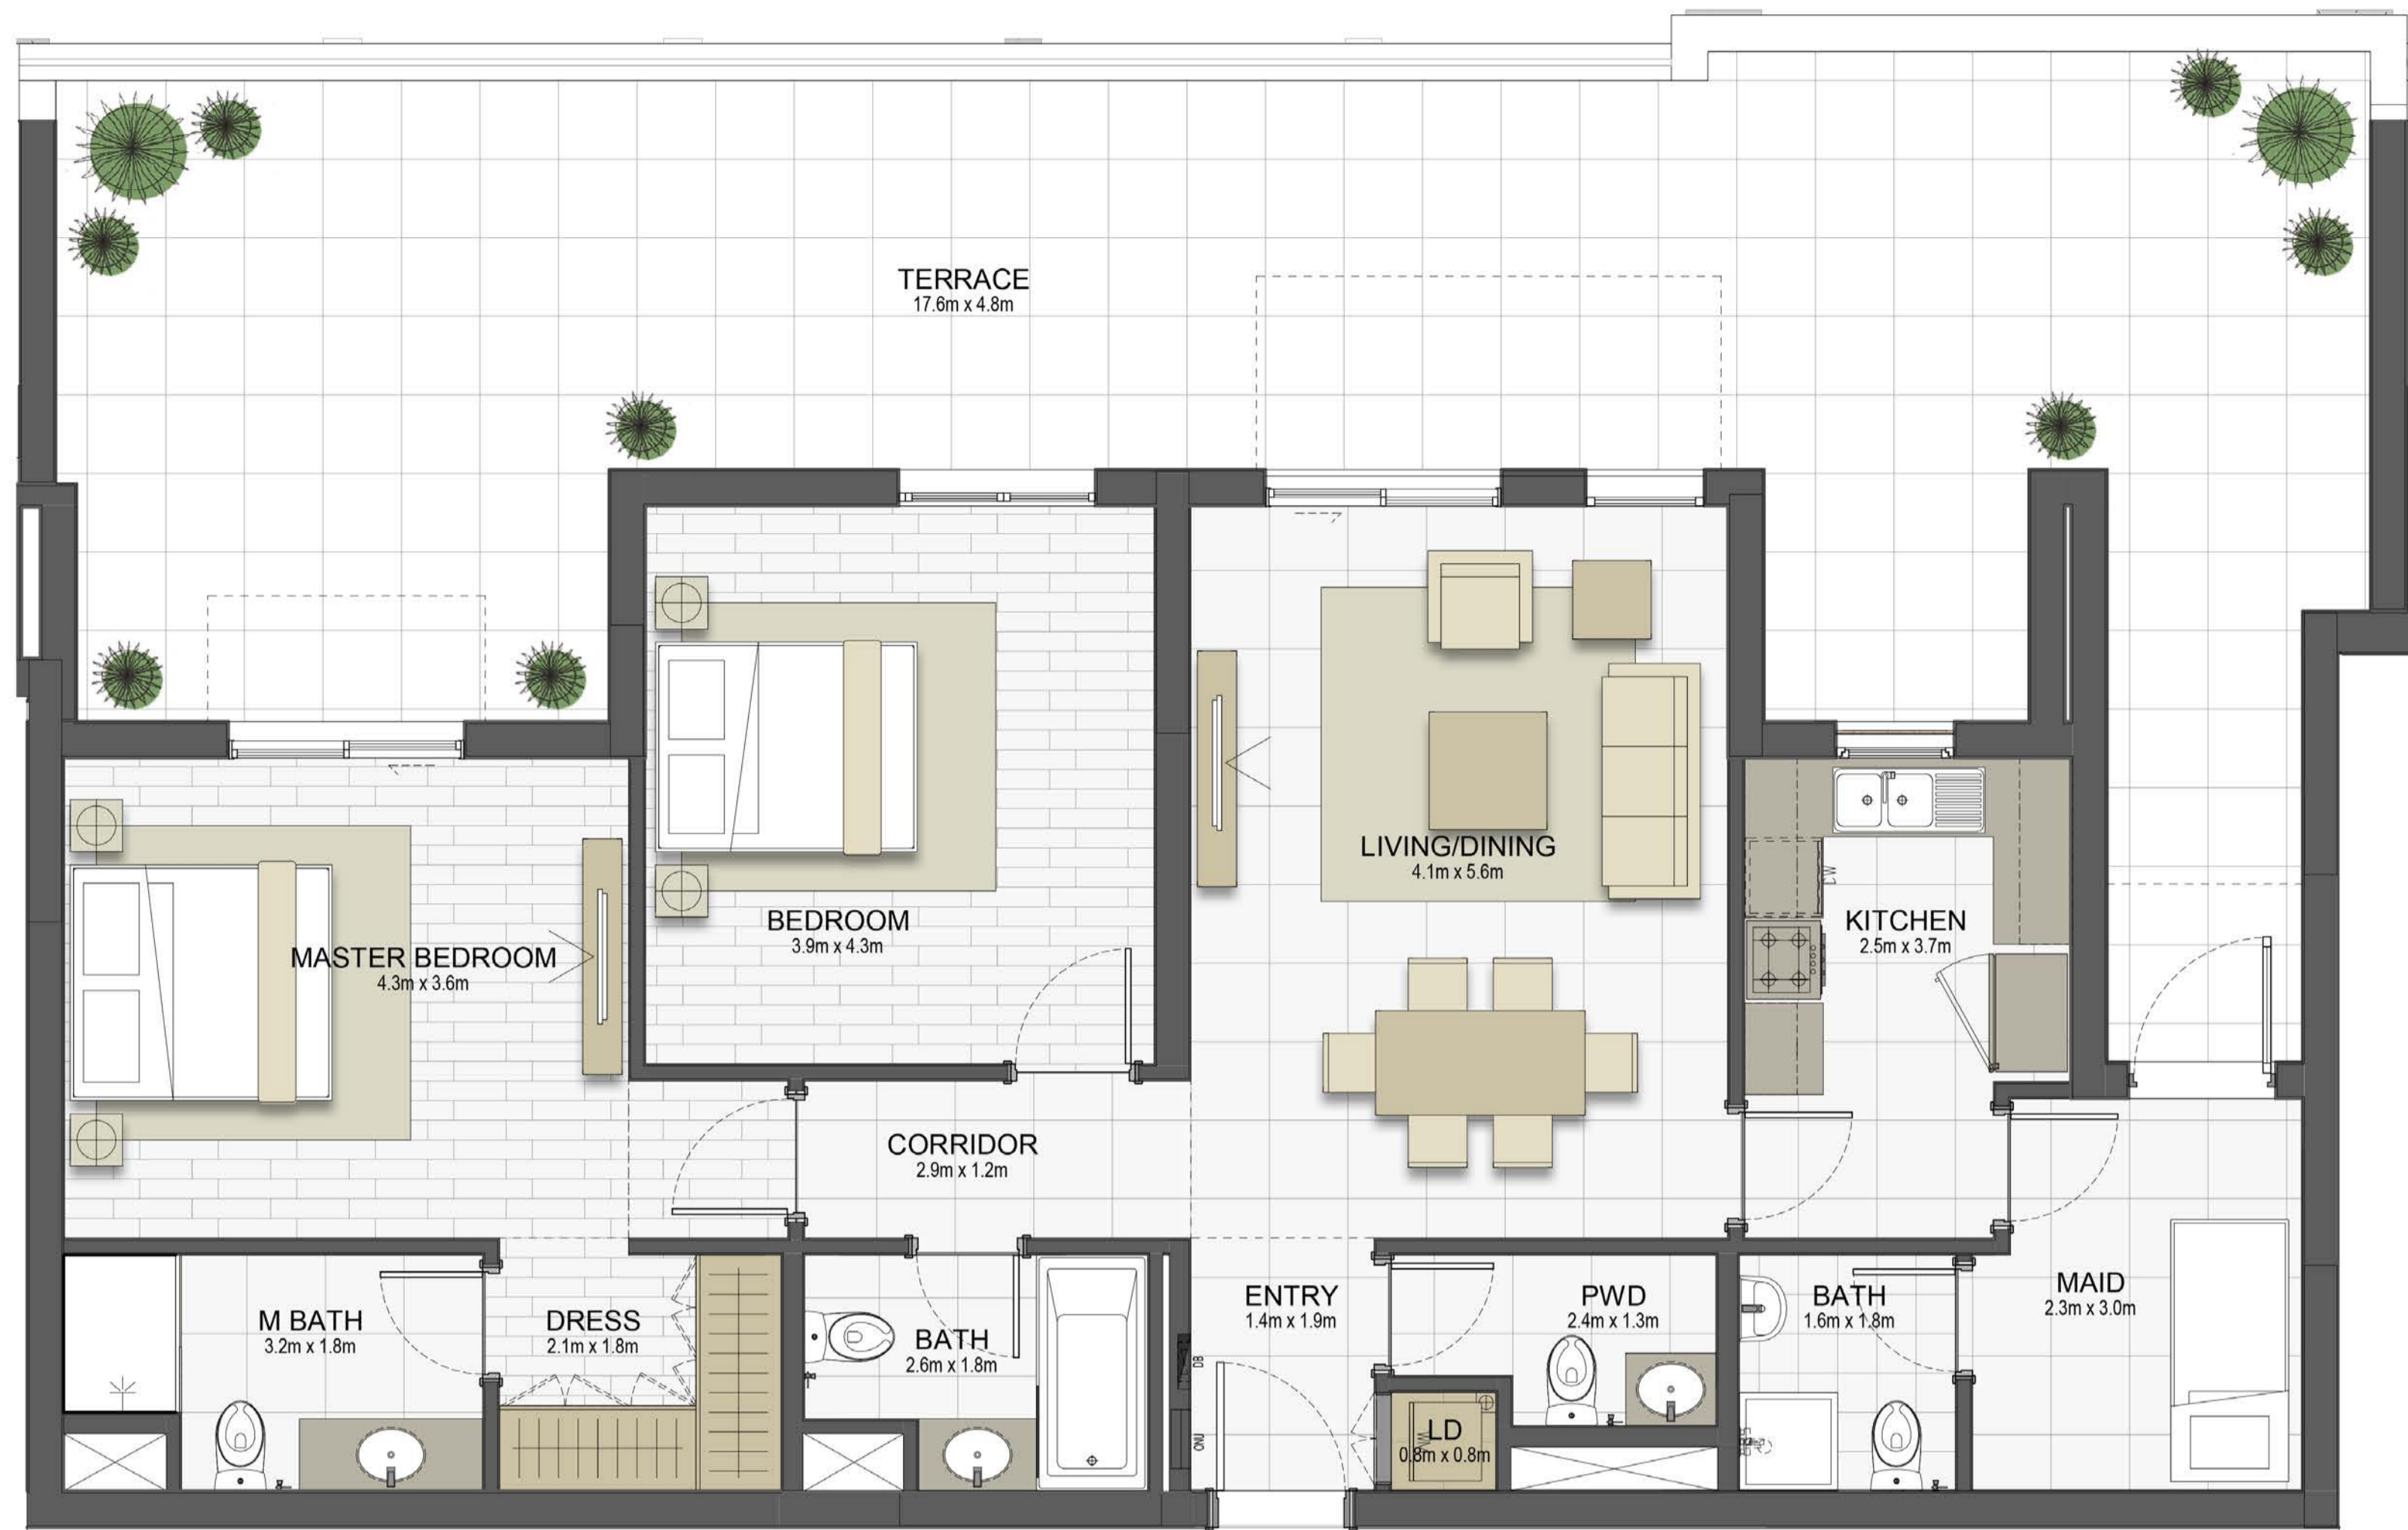 TERRACE
17.6m x 4.8m
LIVING/DINING
4.1m x 5.6m
BEDROOM
3.9m x 4.3m
KITCHEN
2.5m x 3.7m
MASTER BEDROOM
4.3m x 3.6m
CORRIDOR
2.9m x 1.2m
M BATH
3.2m x 1.8m
DRESS
2.1m x 1.8m
BATH
2.6m x 1.8m
ENTRY
1.4m x 1.9m
PWD
2.4m x 1.3m
BATH
1.6m x 1.8m
MAID
2.3m x 3.0m
DB
ONU
LD
0.8m x 0.8m